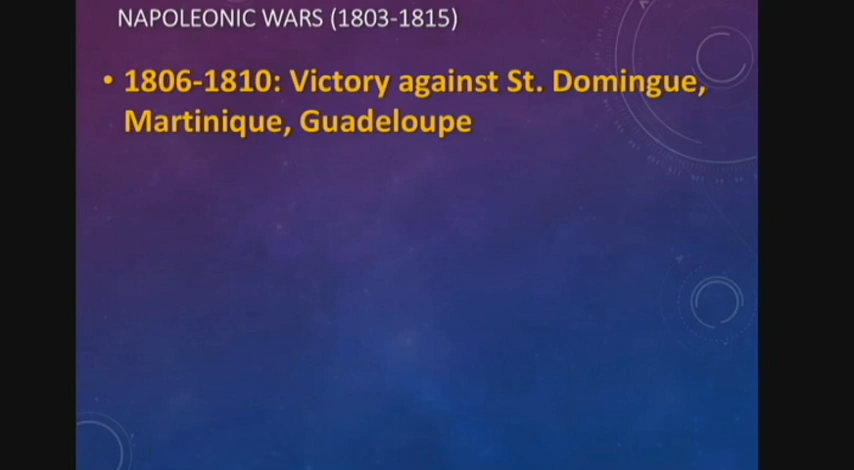 NAPOLEONIC WARS (1803-1815)
• 1806-1810: Victory against St. Domingue,
Martinique, Guadeloupe